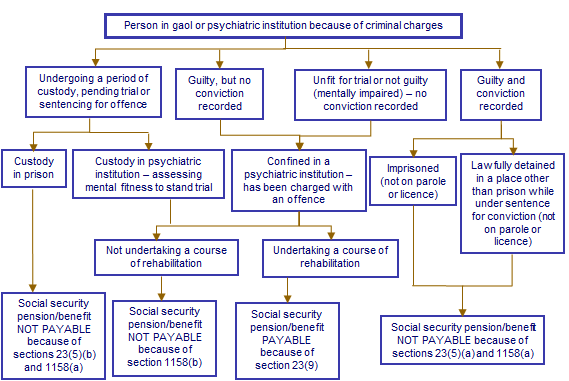 Person in gaol or psychiatric institution because of criminal charges
Undergoing a period of
custody, pending trial or
sentencing for offence
Guilty, but no
conviction
recorded
Unfit for trial or not guilty
(mentally impaired) – no
conviction recorded
Guilty and
conviction
recorded
Custody
in prison
Custody in psychiatric
institution – assessing
mental fitness to stand trial
Confined in a
psychiatric institution –
has been charged with
an offence
Imprisoned
(not on parole
or licence)
Lawfully detained
in a place other
than prison while
under sentence
for conviction (not
on parole or
licence)
Not undertaking a course
of rehabilitation
Undertaking a course of
rehabilitation
Social security
pension/benefit
NOT PAYABLE
because of
sections 23(5)(b)
and 1158(a)
Social security
pension/benefit
NOT PAYABLE
because of
section 1158(b)
Social security
pension/benefit
PAYABLE
because of
section 23(9)
Social security pension/benefit
NOT PAYABLE because of
sections 23(5)(a) and 1158(a)